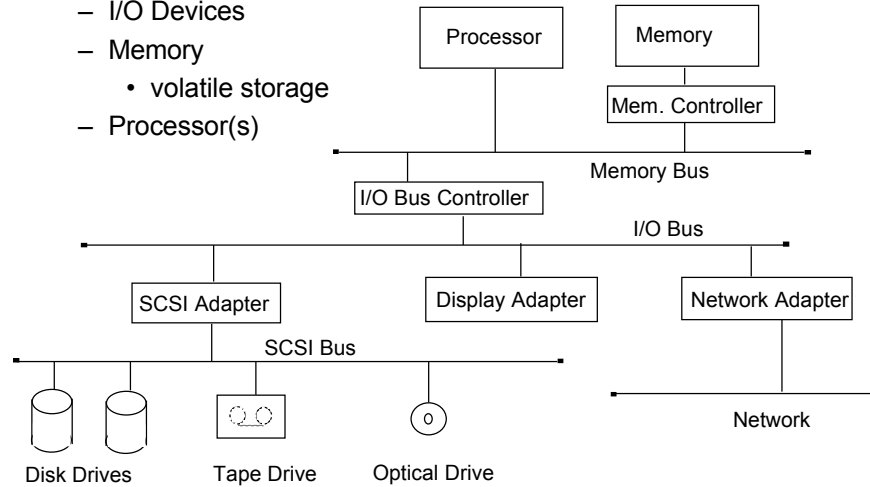 – I/O Devices
– Memory
• volatile storage
– Processor(s)
Processor
Memory
Mem. Controller
Memory Bus
I/O Bus Controller
I/O Bus
SCSI Adapter
Display Adapter
Network Adapter
SCSI Bus
Network
Disk Drives
Tape Drive
Optical Drive